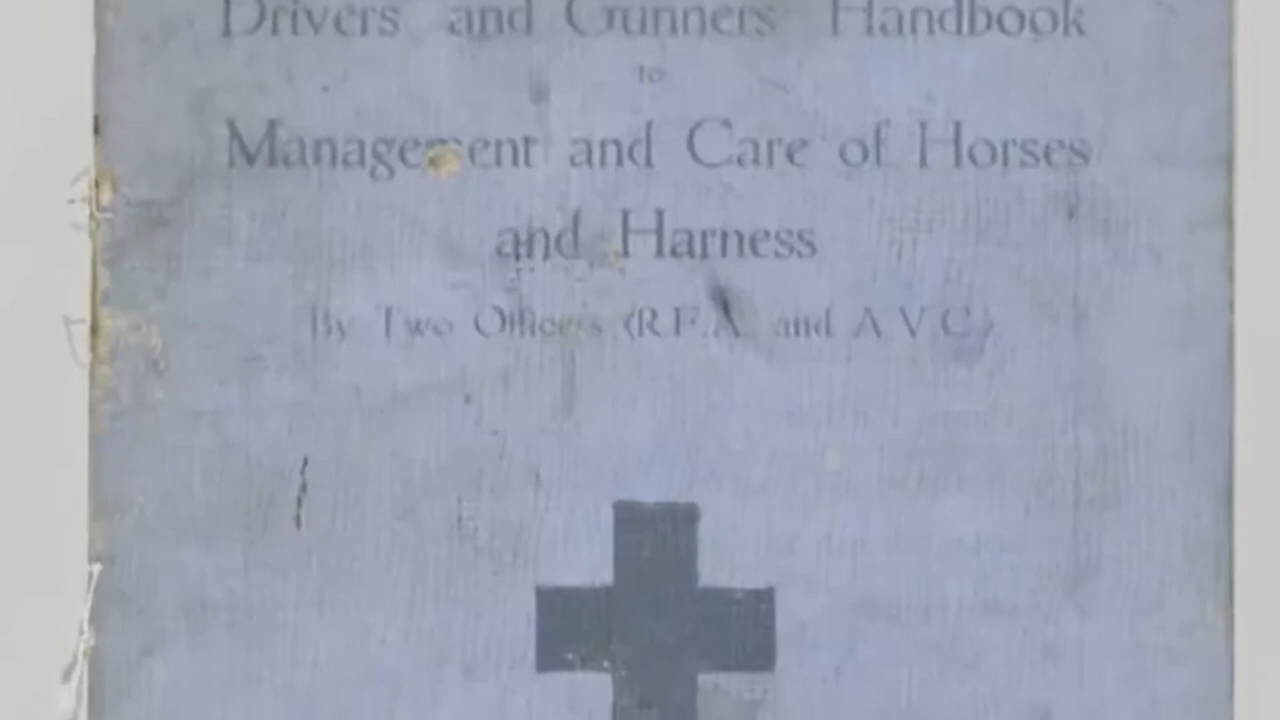 Drivers' and Gunners' Handbook
to
Management and Care of Horses
and Harness
By Two Officers (R.F.A. and A.V.C.)